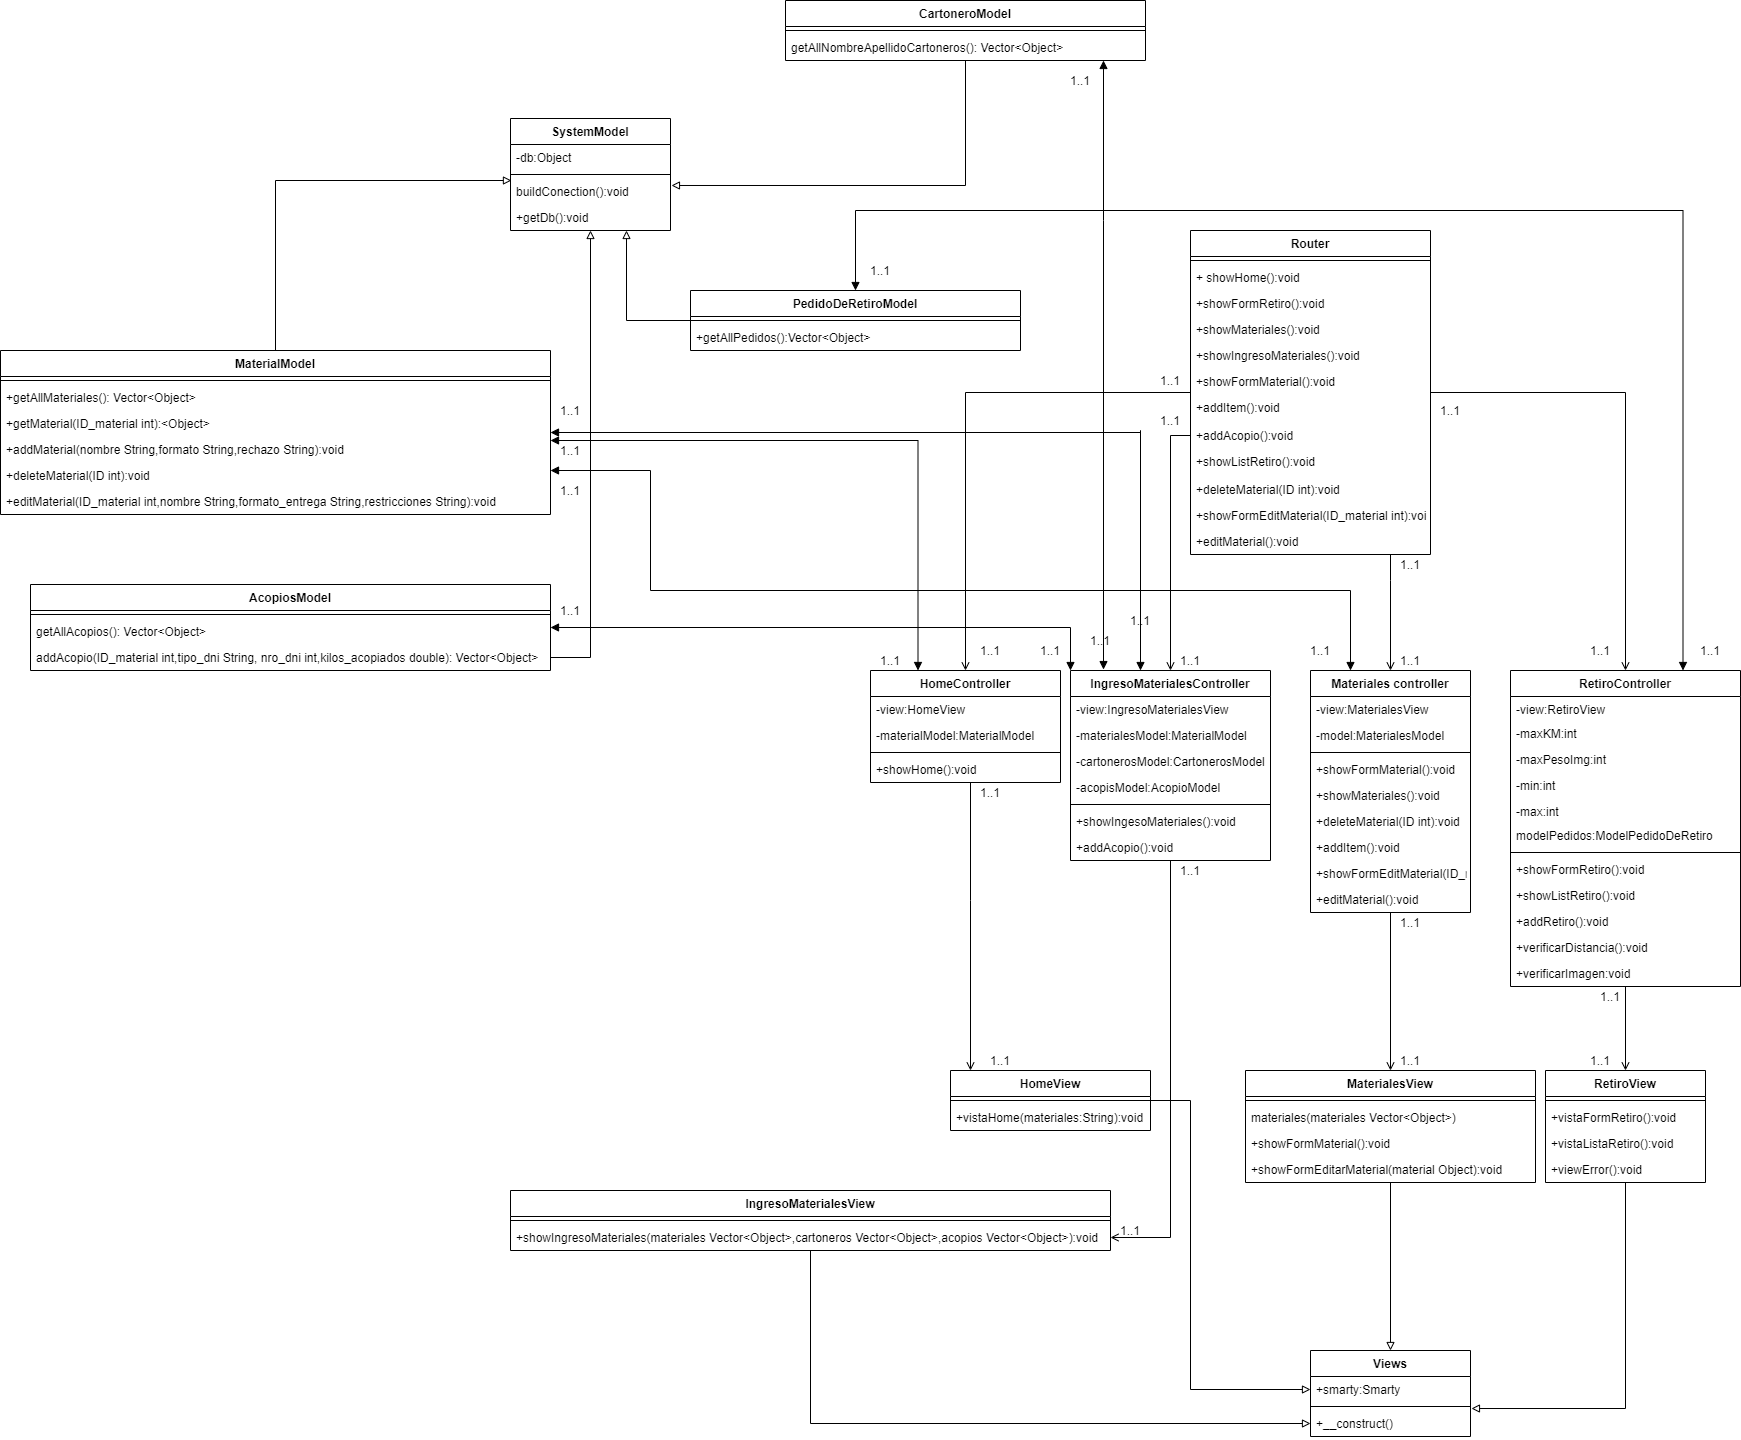 CartoneroModel
getAllNombreApellidoCartoneros(): Vector<Object>
1..1
SystemModel
-db:Object
buildConection():void
+getDb():void
Router
+ showHome():void
+showFormRetiro():void
+showMateriales():void
+showIngresoMateriales():void
+showFormMaterial():void
+addItem():void
+addAcopio():void
+showListRetiro():void
+deleteMaterial(ID int):void
+showFormEditMaterial(ID_material int):voi
+editMaterial():void
1..1
PedidoDeRetiroModel
+getAllPedidos():Vector<Object>
MaterialModel
+getAllMateriales(): Vector<Object>
+getMaterial(ID_material int):<Object>
+addMaterial(nombre String,formato String,rechazo String):void
+deleteMaterial(ID int):void
+editMaterial(ID_material int,nombre String,formato_entrega String,restricciones String):void
1..1
1..1
1..1
1..1
1..1
1..1
1..1
AcopiosModel
getAllAcopios(): Vector<Object>
addAcopio(ID_material int,tipo_dni String, nro_dni int,kilos_acopiados double): Vector<Object>
1..1
1..1
1..1
1..1
1..1
1..1
1..1
1..1
1..1
1..1
1..1
1..1
HomeController
-view:HomeView
-materialModel:MaterialModel
+showHome():void
1..1
IngresoMaterialesController
-view:IngresoMaterialesView
-materialesModel:MaterialModel
-cartonerosModel:CartonerosModel
-acopisModel:AcopioModel
+showIngesoMateriales():void
+addAcopio():void
1..1
Materiales controller
-view:MaterialesView
-model:MaterialesModel
+showFormMaterial():void
+showMateriales():void
+deleteMaterial(ID int):void
+addItem():void
+showFormEditMaterial(ID_
+editMaterial():void
1..1
RetiroController
-view:RetiroView
-maxKM:int
-maxPesoImg:int
-min:int
-max:int
modelPedidos:ModelPedidoDeRetiro
+showFormRetiro():void
+showListRetiro():void
+addRetiro():void
+verificarDistancia():void
+verificarImagen:void
1..1
1..1
1..1
1..1
HomeView
+vistaHome(materiales:String):void
MaterialesView
materiales(materiales Vector<Object>)
+showFormMaterial():void
+showFormEditarMaterial(material Object):void
RetiroView
+vistaFormRetiro():void
+vistaListaRetiro():void
+viewError():void
IngresoMaterialesView
+showIngresoMateriales(materiales Vector<Object>,cartoneros Vector<Object>,acopios Vector<Object>):void
1..1
Views
+smarty:Smarty
+__construct()